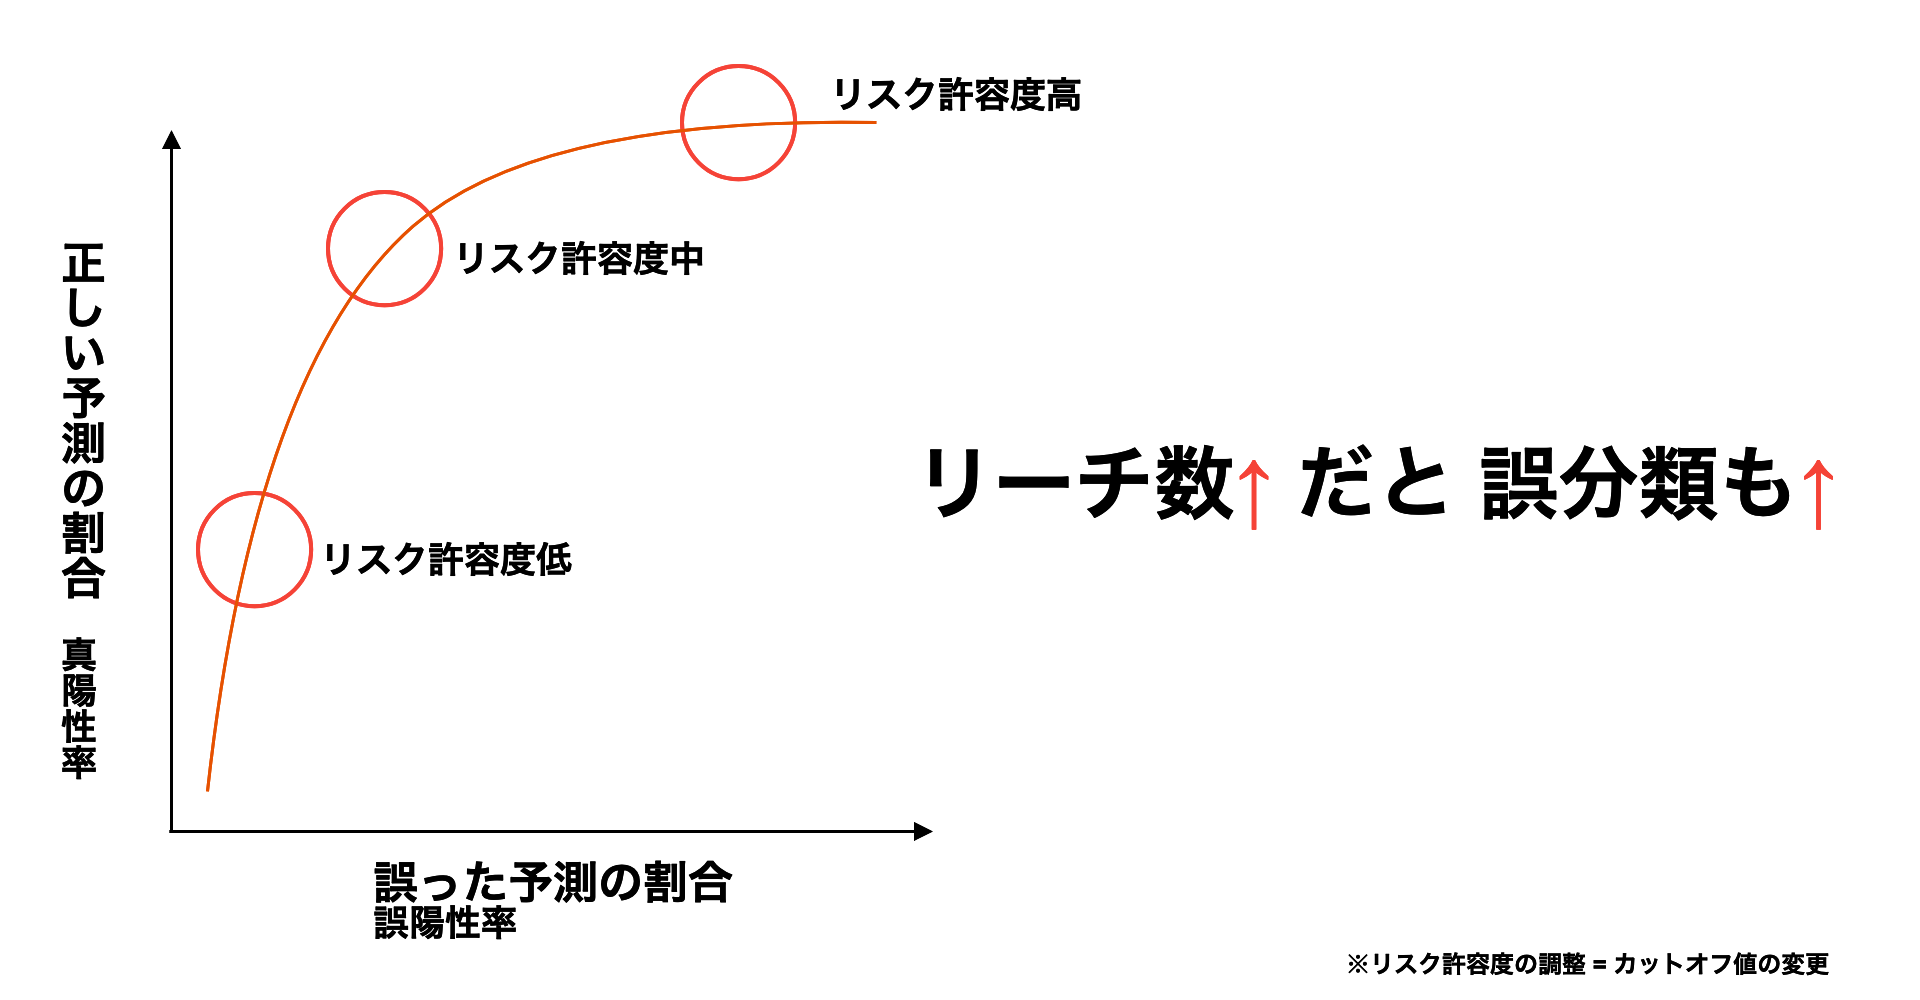 リスク許容度高
リスク許容度中
リスク許容度低
正しい予測の割合 真陽性率
リーチ数↑ だと 誤分類も↑
誤った予測の割合
誤陽性率
※リスク許容度の調整 = カットオフ値の変更